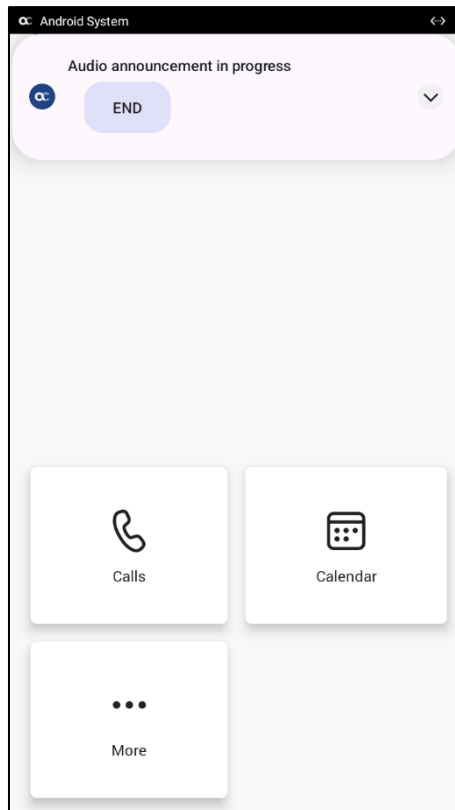 Android System
Audio announcement in progress
END
Calls
Calendar
More